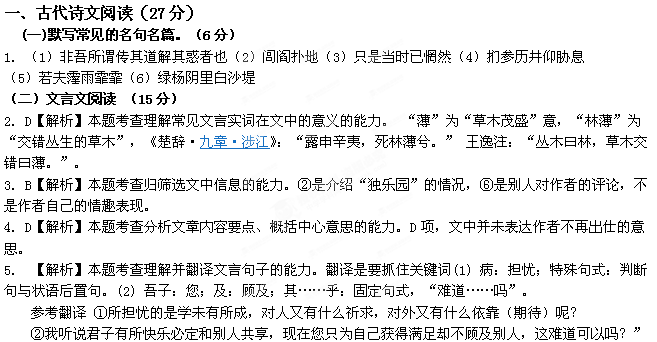 一、古代诗文阅读（27 分）
(一)默写常见的名句名篇。（6 分）
1. （1）非吾所谓传其道解其惑者也（2）闾阎扑地（3）只是当时已惘然（4）扪参历井仰胁息
（5）若夫霪雨霏霏（6）绿杨阴里白沙堤
（二）文言文阅读 （15 分）
2. D【解析】本题考查理解常见文言实词在文中的意义的能力。 “薄”为“草木茂盛”意，“林薄”为
“交错丛生的草木”，《楚辞·九章·涉江》：“露申辛夷，死林薄兮。” 王逸注：“丛木曰林，草木交
错曰薄。”。
3. B【解析】本题考查归筛选文中信息的能力。②是介绍“独乐园”的情况，⑥是别人对作者的评论，不
是作者自己的情趣表现。
4. D【解析】本题考查分析文章内容要点、概括中心意思的能力。D 项，文中并未表达作者不再出仕的意
思。
5. 【解析】本题考查理解并翻译文言句子的能力。翻译是要抓住关键词(1) 病：担忧；特殊句式：判断
句与状语后置句。(2) 吾子：您；及：顾及；其……乎：固定句式，“难道……吗”。
参考翻译 ①所担忧的是学未有所成，对人又有什么祈求，对外又有什么依靠（期待）呢？
②我听说君子有所快乐必定和别人共享，现在您只为自己获得满足却不顾及别人，这难道可以吗？”